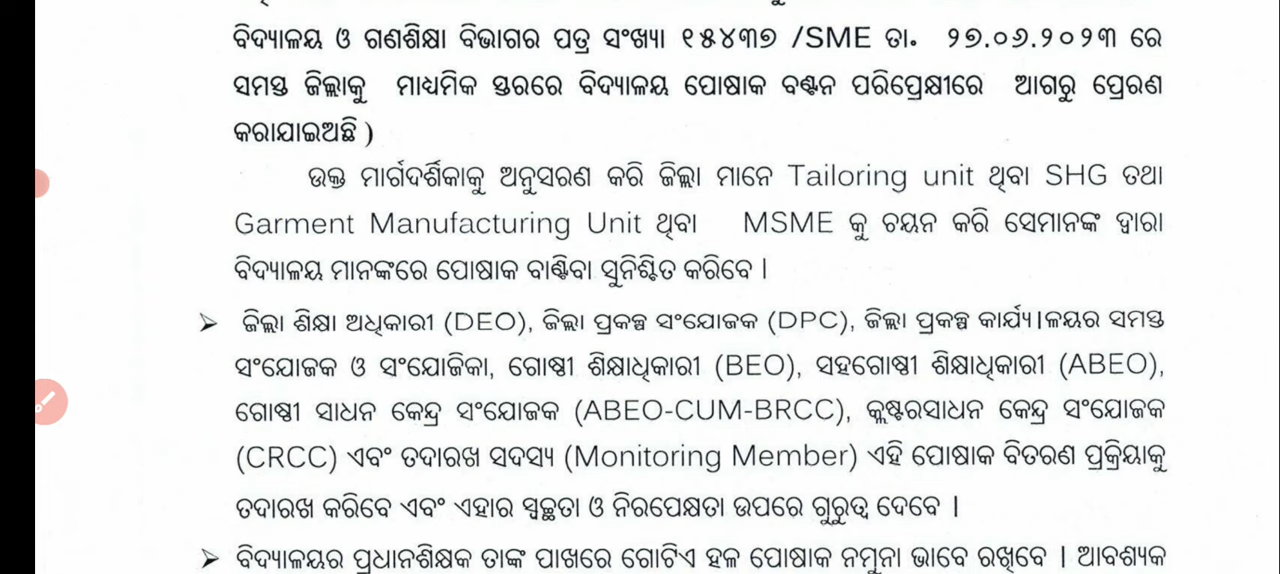 ବିଦ୍ୟାଳୟ ଓ ଗଣଶିକ୍ଷା ବିଭାଗର ପତ୍ର ସଂଖ୍ୟା ୧୫୪୩୭ /SME ତା. ୨୭.୦୬.୨୦୨୩ ରେ
ସମସ୍ତ ଜିଲ୍ଲାକୁ ମାଧ୍ୟମିକ ସ୍ତରରେ ବିଦ୍ୟାଳୟ ପୋଷାକ ବଣ୍ଟନ ପରିପ୍ରେକ୍ଷୀରେ ଆଗରୁ ପ୍ରେରଣ
କରାଯାଇଅଛି )
ଉକ୍ତ ମାର୍ଗଦର୍ଶିକାକୁ ଅନୁସରଣ କରି ଜିଲ୍ଲା ମାନେ Tailoring unit ଥିବା SHG ତଥା
Garment Manufacturing Unit ଥିବା MSME କୁ ଚୟନ କରି ସେମାନଙ୍କ ଦ୍ୱାରା
ବିଦ୍ୟାଳୟ ମାନଙ୍କରେ ପୋଷାକ ବାଣ୍ଟିବା ସୁନିଶ୍ଚିତ କରିବେ ।
➢ ଜିଲ୍ଲା ଶିକ୍ଷା ଅଧିକାରୀ (DEO), ଜିଲ୍ଲା ପ୍ରକଳ୍ପ ସଂଯୋଜକ (DPC), ଜିଲ୍ଲା ପ୍ରକଳ୍ପ କାର୍ଯ୍ୟାଳୟର ସମସ୍ତ
ସଂଯୋଜକ ଓ ସଂଯୋଜିକା, ଗୋଷ୍ଠୀ ଶିକ୍ଷାଧିକାରୀ (BEO), ସହଗୋଷ୍ଠୀ ଶିକ୍ଷାଧିକାରୀ (ABEO),
ଗୋଷ୍ଠୀ ସାଧନ କେନ୍ଦ୍ର ସଂଯୋଜକ (ABEO-CUM-BRCC), କ୍ଲଷ୍ଟରସାଧନ କେନ୍ଦ୍ର ସଂଯୋଜକ
(CRCC) ଏବଂ ତଦାରଖ ସଦସ୍ୟ (Monitoring Member) ଏହି ପୋଷାକ ବିତରଣ ପ୍ରକ୍ରିୟାକୁ
ତଦାରଖ କରିବେ ଏବଂ ଏହାର ସ୍ୱଚ୍ଛତା ଓ ନିରପେକ୍ଷତା ଉପରେ ଗୁରୁତ୍ୱ ଦେବେ ।
➢ ବିଦ୍ୟାଳୟର ପ୍ରଧାନଶିକ୍ଷକ ତାଙ୍କ ପାଖରେ ଗୋଟିଏ ହଳ ପୋଷାକ ନମୁନା ଭାବେ ରଖିବେ । ଆବଶ୍ୟକ